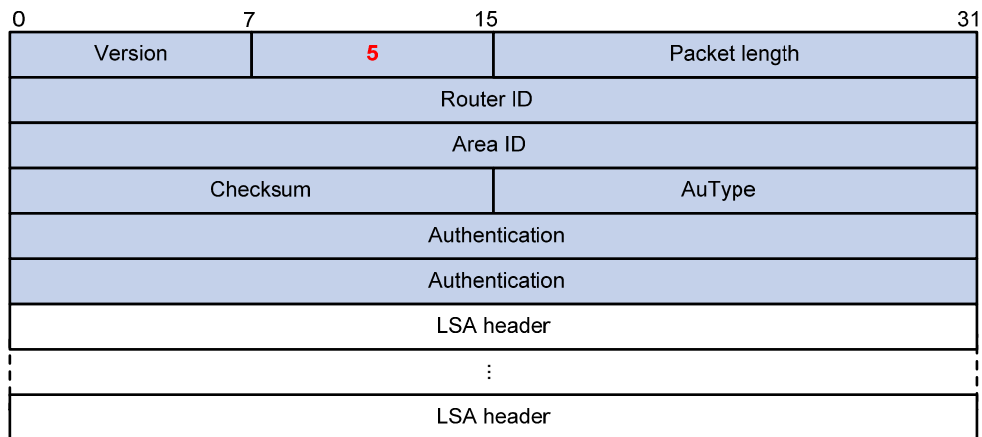 0 7 15 31
Version 5 Packet length
Router ID
Area ID
Checksum AuType
Authentication
Authentication
LSA header
⋮
LSA header